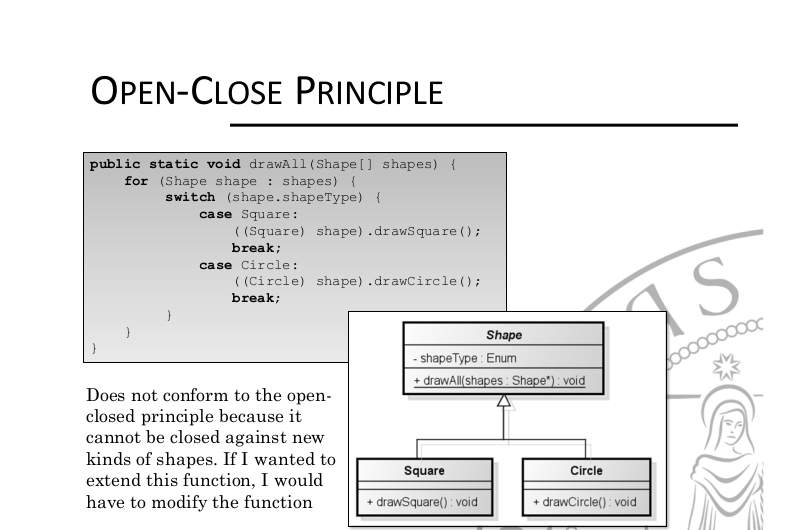 OPEN-CLOSE PRINCIPLE
public static void drawAll(Shape[] shapes) {
for (Shape shape : shapes) {
switch (shape.shapeType) {
case Square:
((Square) shape).drawSquare();
break;
case Circle:
((Circle) shape).drawCircle();
break;
}
}
}
Does not conform to the open-
closed principle because it
cannot be closed against new
kinds of shapes. If I wanted to
extend this function, I would
have to modify the function
Shape
- shapeType : Enum
+ drawAll(shapes : Shape*) : void
Square
+ drawSquare() : void
Circle
+ drawCircle() : void